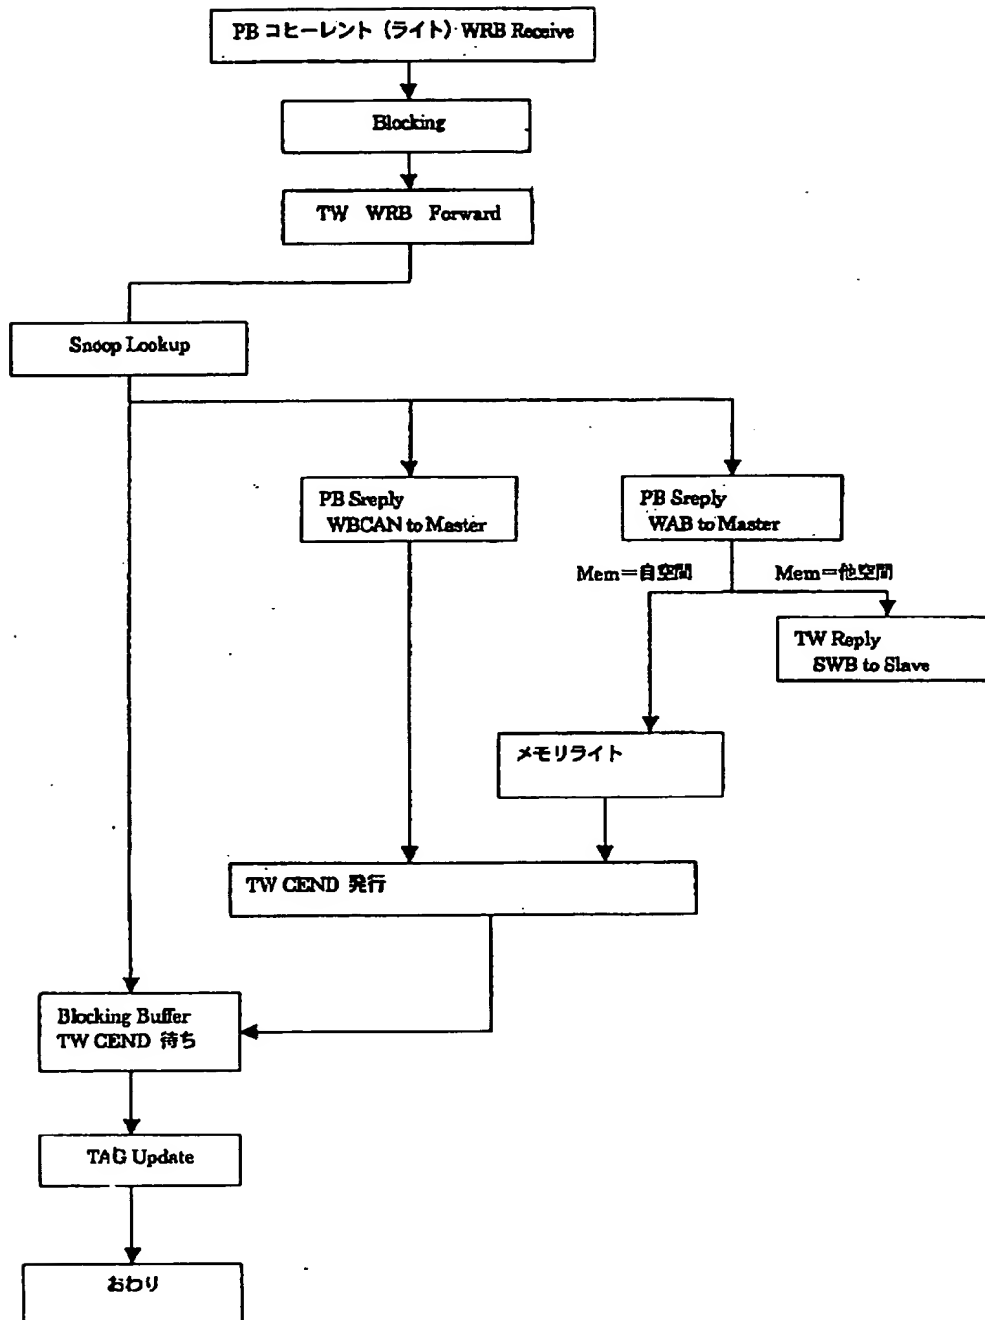 PB コヒーレント（ライト）WRB Receive
Blocking
TW WRB Forward
Snoop Lookup
PB Sreply
WBCAN to Master
PB Sreply
WAB to Master
Mem＝自空間
Mem＝他空間
TW Reply
SWB to Slave
メモリライト
TW CEND 発行
Blocking Buffer
TW CEND 待ち
TAG Update
おわり